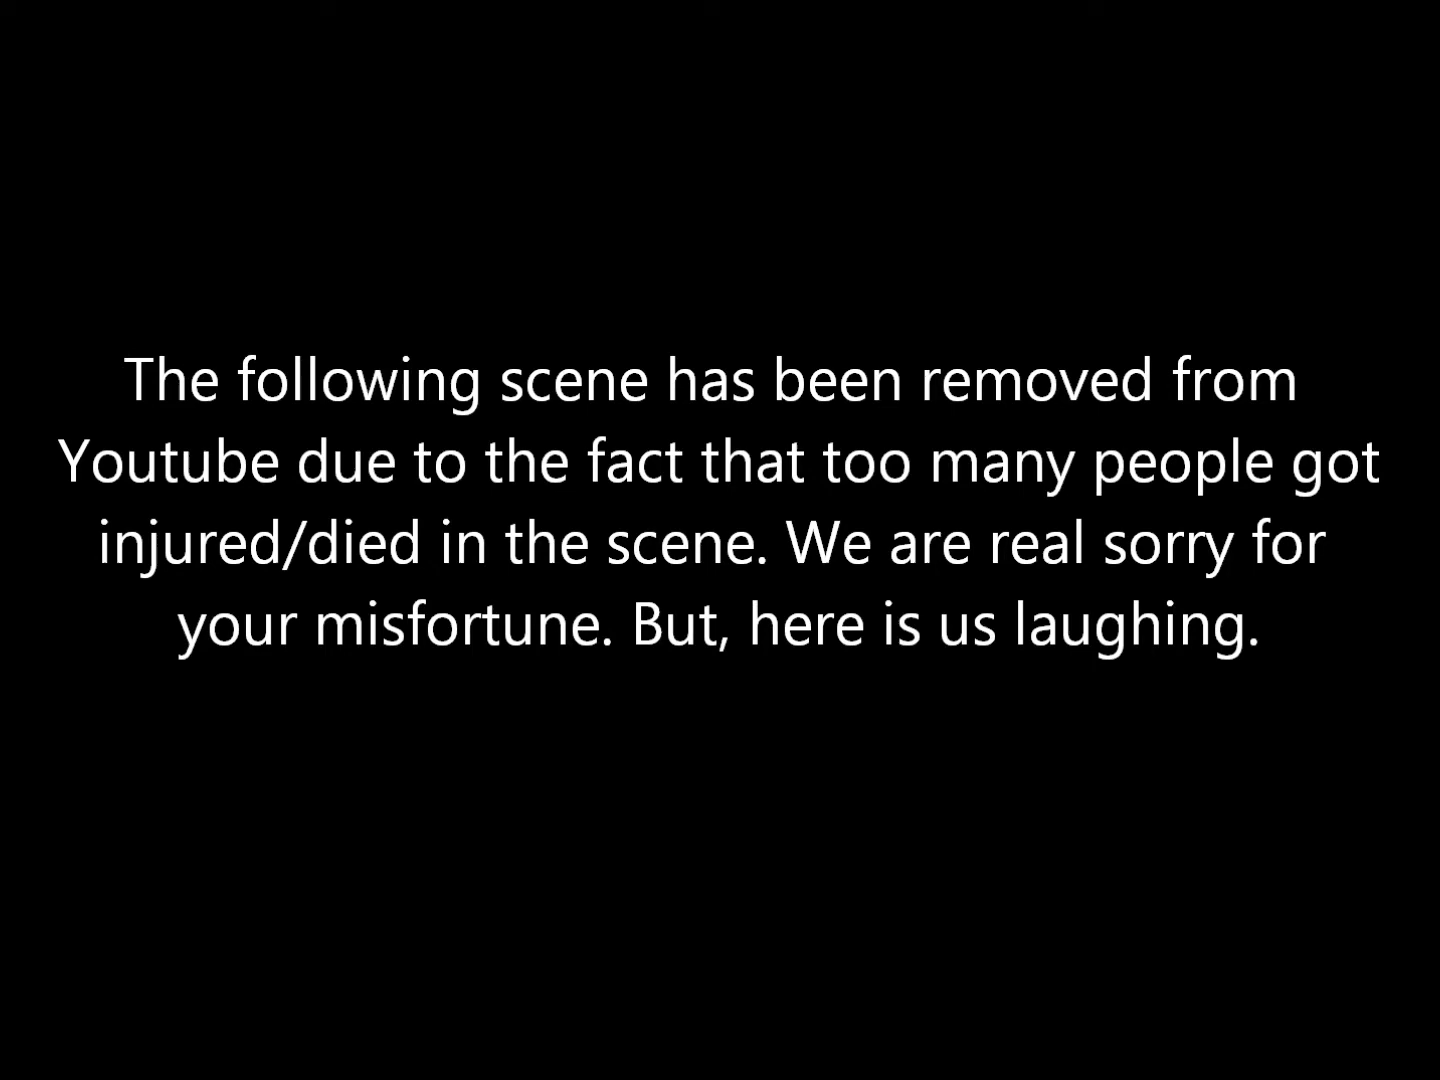 The following scene has been removed from
Youtube due to the fact that too many people got
injured/died in the scene. We are real sorry for
your misfortune. But, here is us laughing.